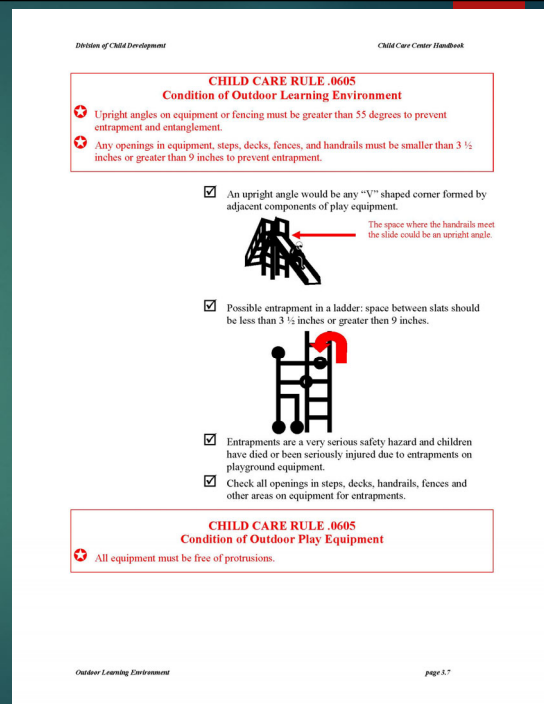 Division of Child Development
Child Care Center Handbook
CHILD CARE RULE .0605
Condition of Outdoor Learning Environment
Upright angles on equipment or fencing must be greater than 55 degrees to prevent
entrapment and entanglement.
Any openings in equipment, steps, decks, fences, and handrails must be smaller than 3 ½
inches or greater than 9 inches to prevent entrapment.
An upright angle would be any “V” shaped corner formed by
adjacent components of play equipment.
The space where the handrails meet
the slide could be an upright angle.
Possible entrapment in a ladder: space between slats should
be less than 3 ½ inches or greater then 9 inches.
Entrapments are a very serious safety hazard and children
have died or been seriously injured due to entrapments on
playground equipment.
Check all openings in steps, decks, handrails, fences and
other areas on equipment for entrapments.
CHILD CARE RULE .0605
Condition of Outdoor Play Equipment
All equipment must be free of protrusions.
Outdoor Learning Environment
page 3.7